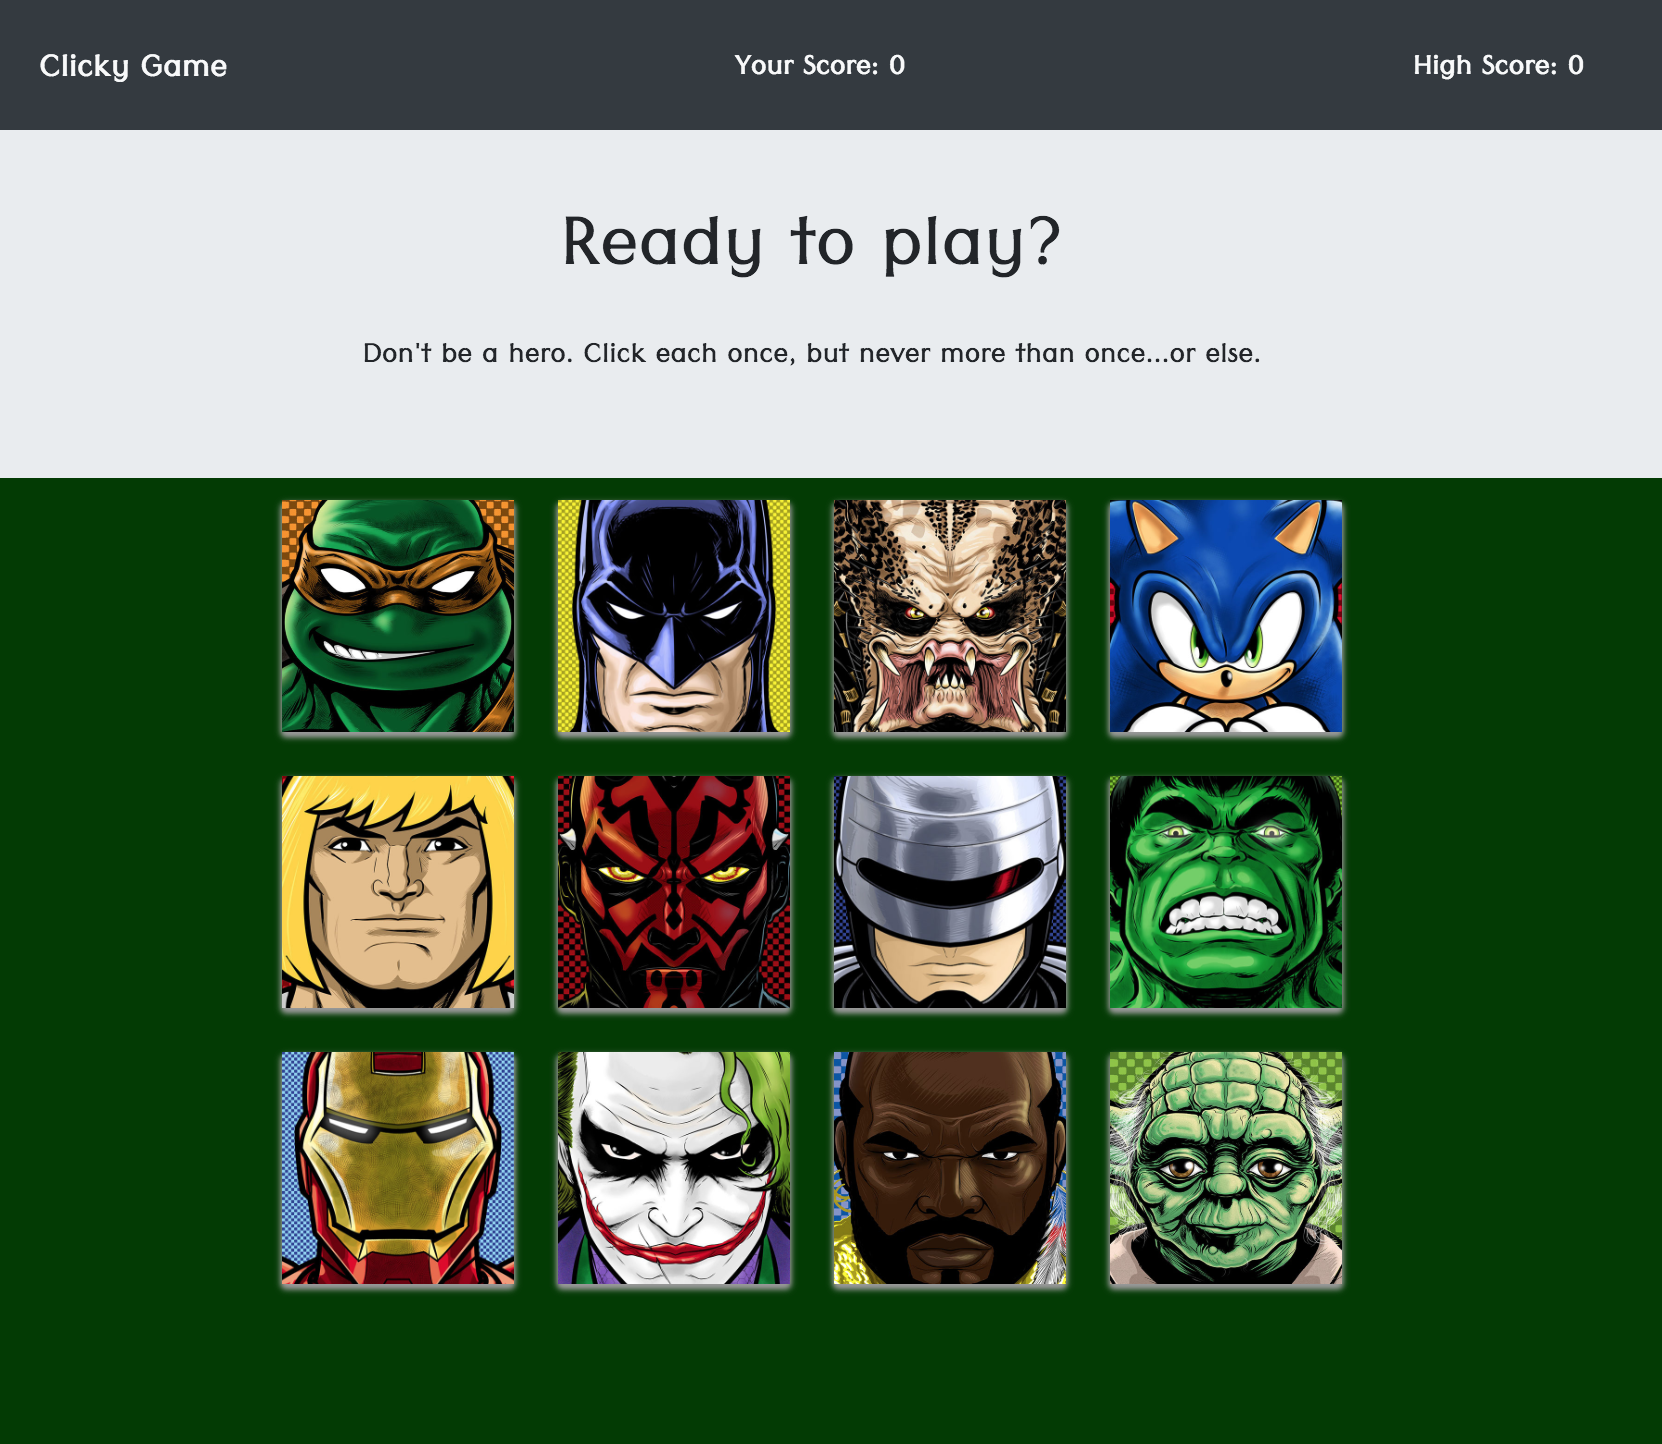 Clicky Game
Your Score: 0
High Score: 0
Ready to play?
Don't be a hero. Click each once, but never more than once...or else.